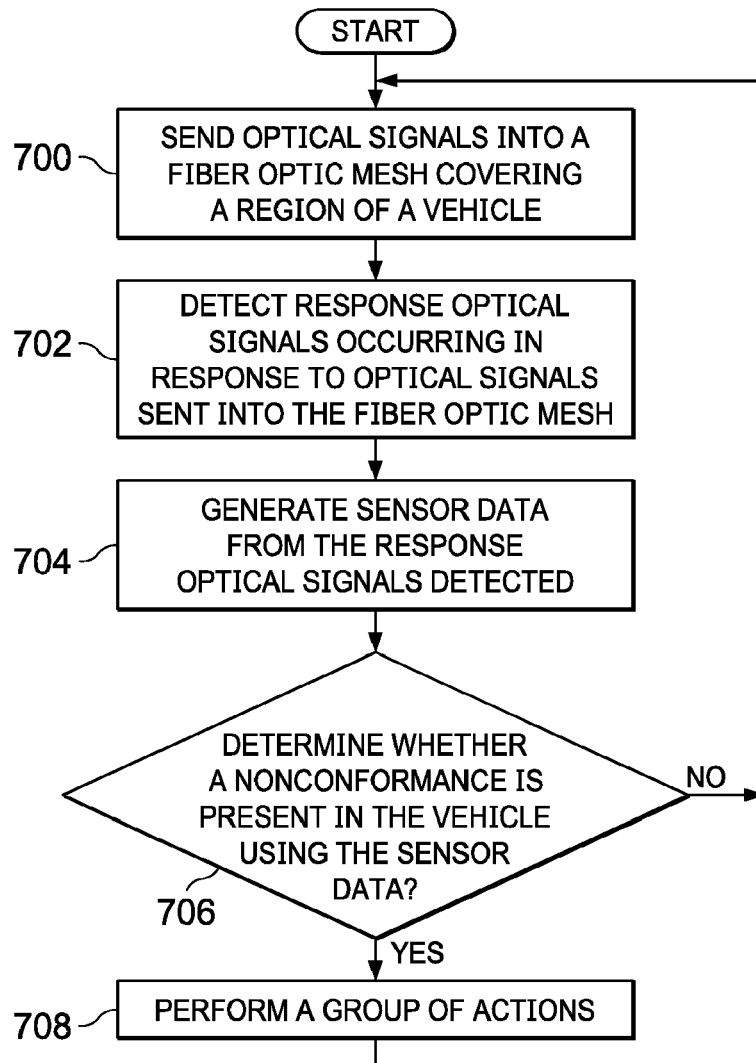 START
700
SEND OPTICAL SIGNALS INTO A
FIBER OPTIC MESH COVERING
A REGION OF A VEHICLE
702
DETECT RESPONSE OPTICAL
SIGNALS OCCURRING IN
RESPONSE TO OPTICAL SIGNALS
SENT INTO THE FIBER OPTIC MESH
704
GENERATE SENSOR DATA
FROM THE RESPONSE
OPTICAL SIGNALS DETECTED
DETERMINE WHETHER
A NONCONFORMANCE IS
PRESENT IN THE VEHICLE
USING THE SENSOR
DATA?
NO
706
YES
708
PERFORM A GROUP OF ACTIONS